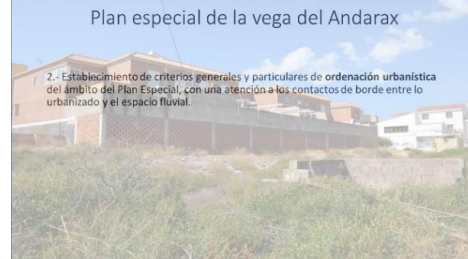 Plan especial de la vega del Andarax
2.- Establecimiento de criterios generales y particulares de ordenación urbanística
del ámbito del Plan Especial, con una atención a los contactos de borde entre lo
urbanizado y el espacio fluvial.